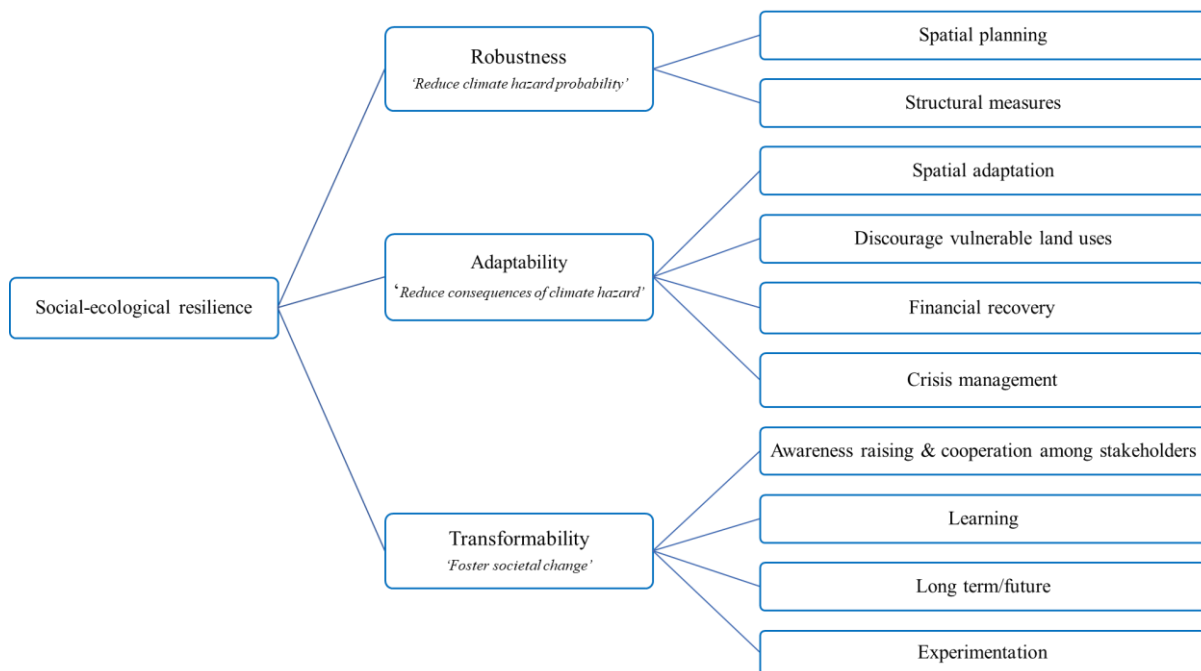 Social-ecological resilience
Robustness
‘Reduce climate hazard probability’
Spatial planning
Structural measures
Adaptability
‘Reduce consequences of climate hazard’
Spatial adaptation
Discourage vulnerable land uses
Financial recovery
Crisis management
Transformability
‘Foster societal change’
Awareness raising & cooperation among stakeholders
Learning
Long term/future
Experimentation